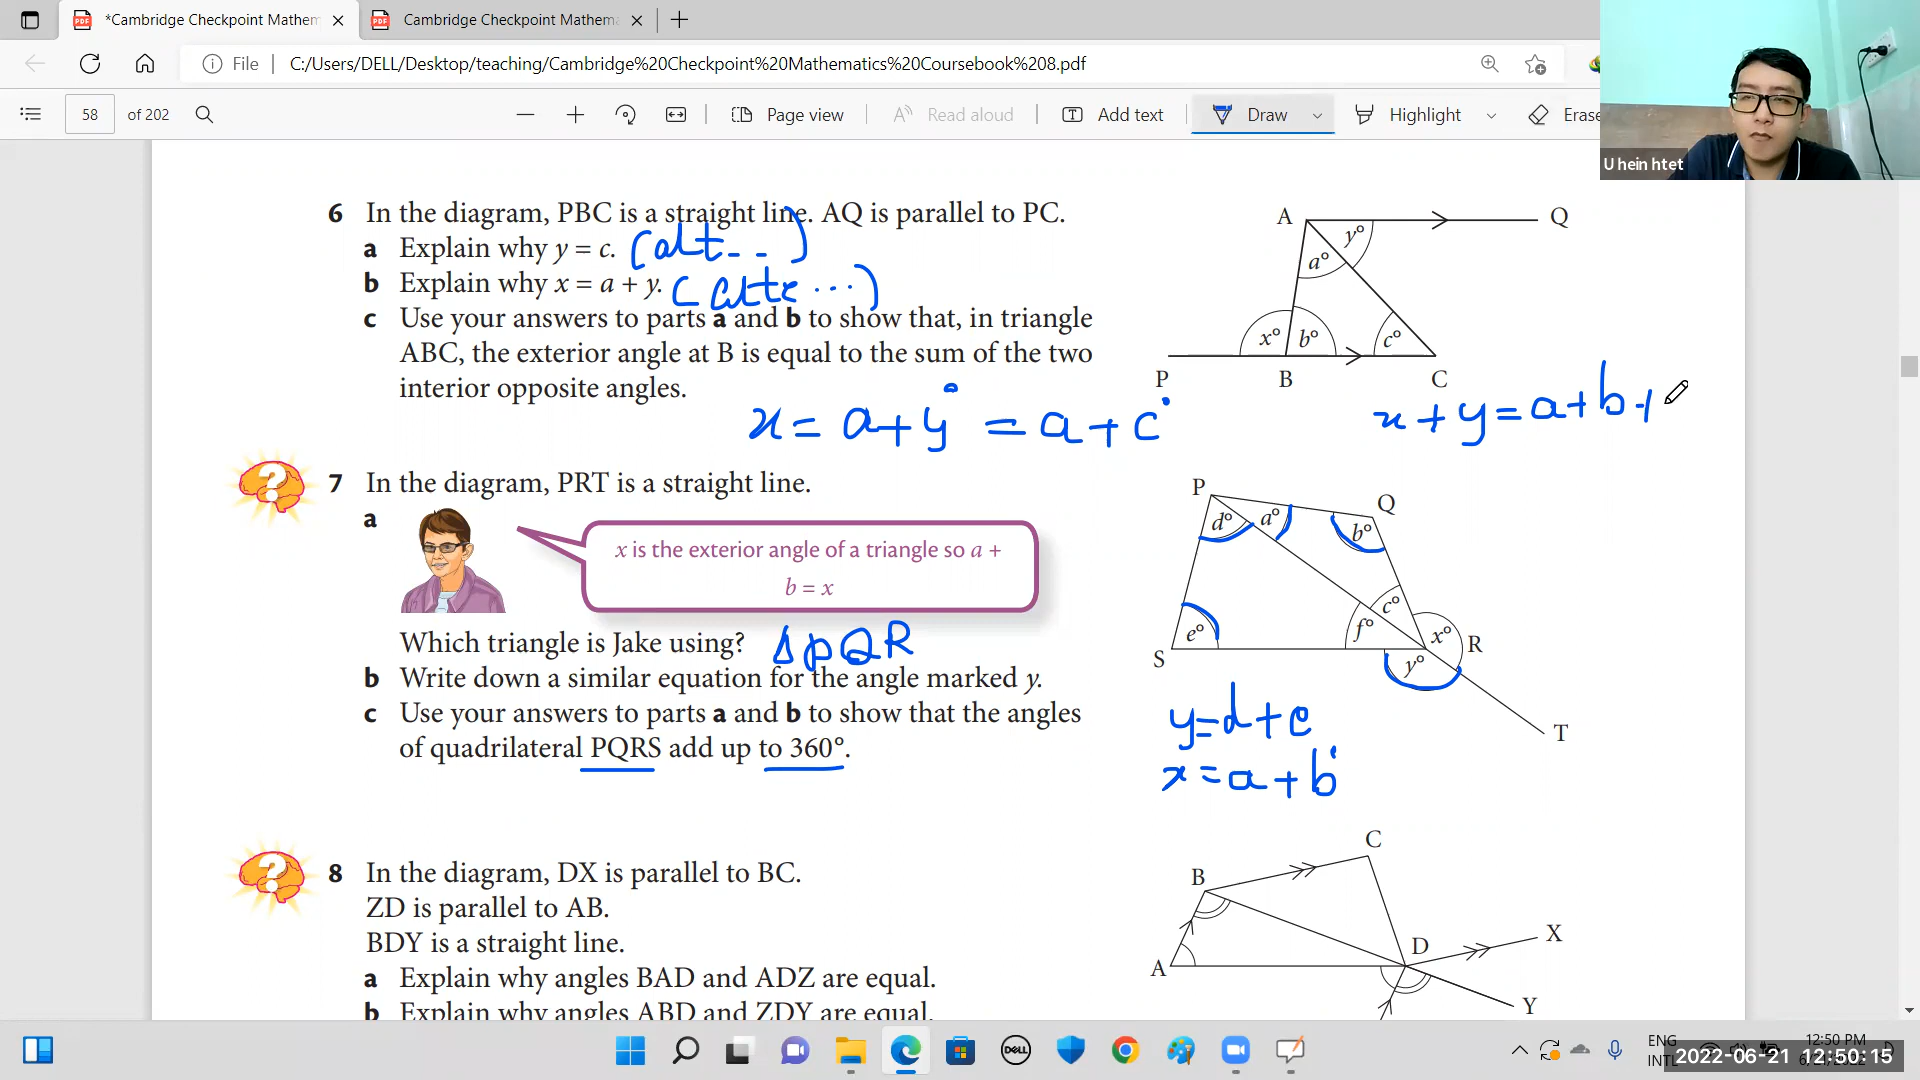 *Cambridge Checkpoint Mathem
Cambridge Checkpoint Mathema
File
C:/Users/DELL/Desktop/teaching/Cambridge%20Checkpoint%20Mathematics%20Coursebook%208.pdf
58 of 202
Page view
Read aloud
Add text
Draw
Highlight
Erase
U hein htet
6 In the diagram, PBC is a straight line. AQ is parallel to PC.
a Explain why y = c. (alt-- )
b Explain why x = a + y. (alte ...)
c Use your answers to parts a and b to show that, in triangle
ABC, the exterior angle at B is equal to the sum of the two
interior opposite angles.
x = a + y° = a + c°
A Q
y°
a°
x° b° c°
P B C
x + y = a + b +
7 In the diagram, PRT is a straight line.
a
x is the exterior angle of a triangle so a +
b = x
Which triangle is Jake using? ΔPQR
b Write down a similar equation for the angle marked y.
c Use your answers to parts a and b to show that the angles
of quadrilateral PQRS add up to 360°.
P Q
d° a° b°
c°
e° f° x° R
S y°
T
y = d + e
x = a + b
8 In the diagram, DX is parallel to BC.
ZD is parallel to AB.
BDY is a straight line.
a Explain why angles BAD and ADZ are equal.
b Explain why angles ABD and ZDY are equal.
C
B
D X
A
Y
DELL
ENG
INTL
12:50 PM
2022-06-21 12:50:15